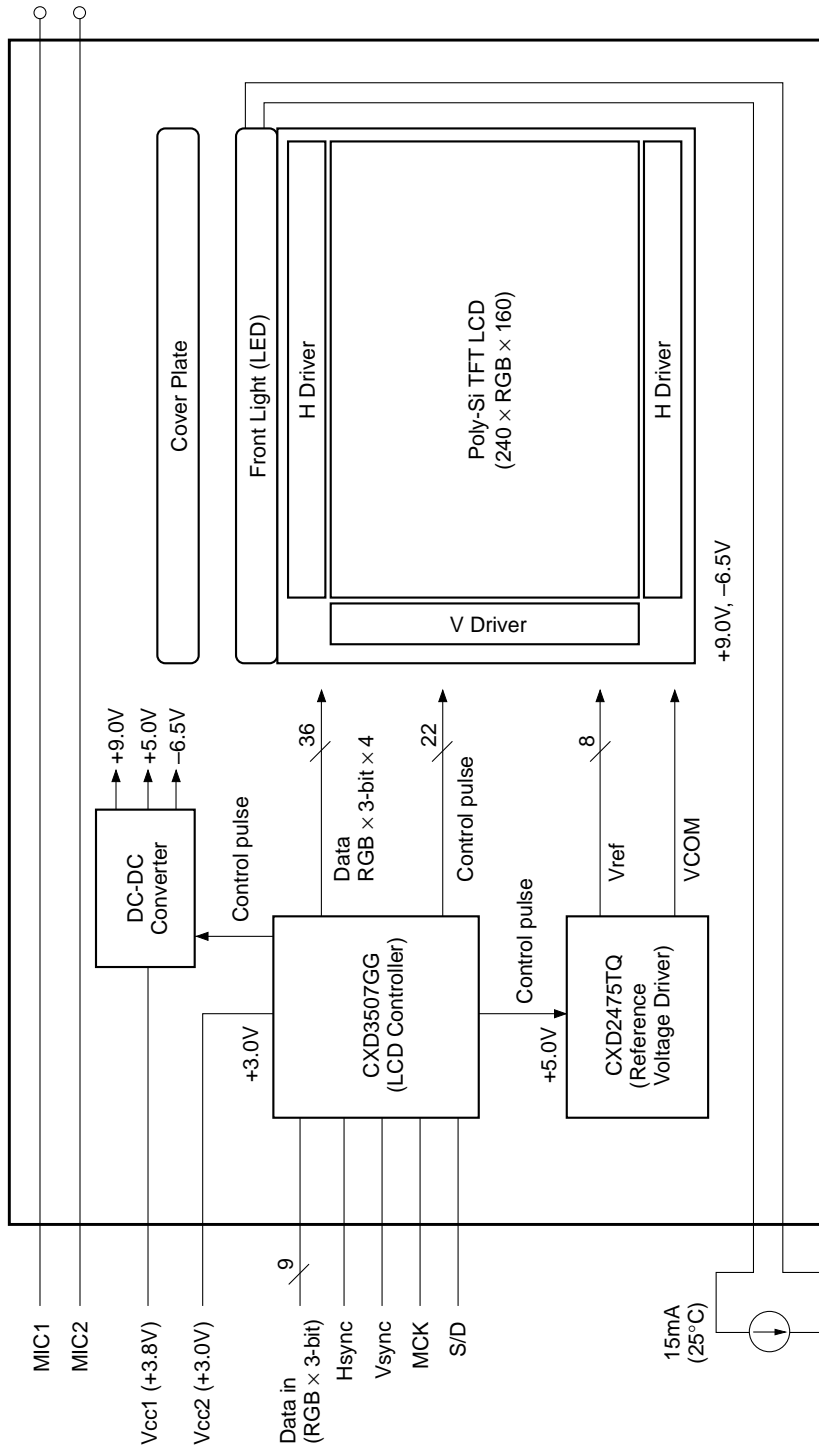 MIC1
MIC2
Vcc1 (+3.8V)
Vcc2 (+3.0V)
Data in
(RGB × 3-bit)
9
Hsync
Vsync
MCK
S/D
15mA
(25°C)
DC-DC
Converter
+9.0V
+5.0V
–6.5V
Control pulse
+3.0V
CXD3507GG
(LCD Controller)
36
Data
RGB × 3-bit × 4
22
Control pulse
Control pulse
+5.0V
CXD2475TQ
(Reference
Voltage Driver)
8
Vref
VCOM
Cover Plate
Front Light (LED)
H Driver
Poly-Si TFT LCD
(240 × RGB × 160)
V Driver
H Driver
+9.0V, –6.5V